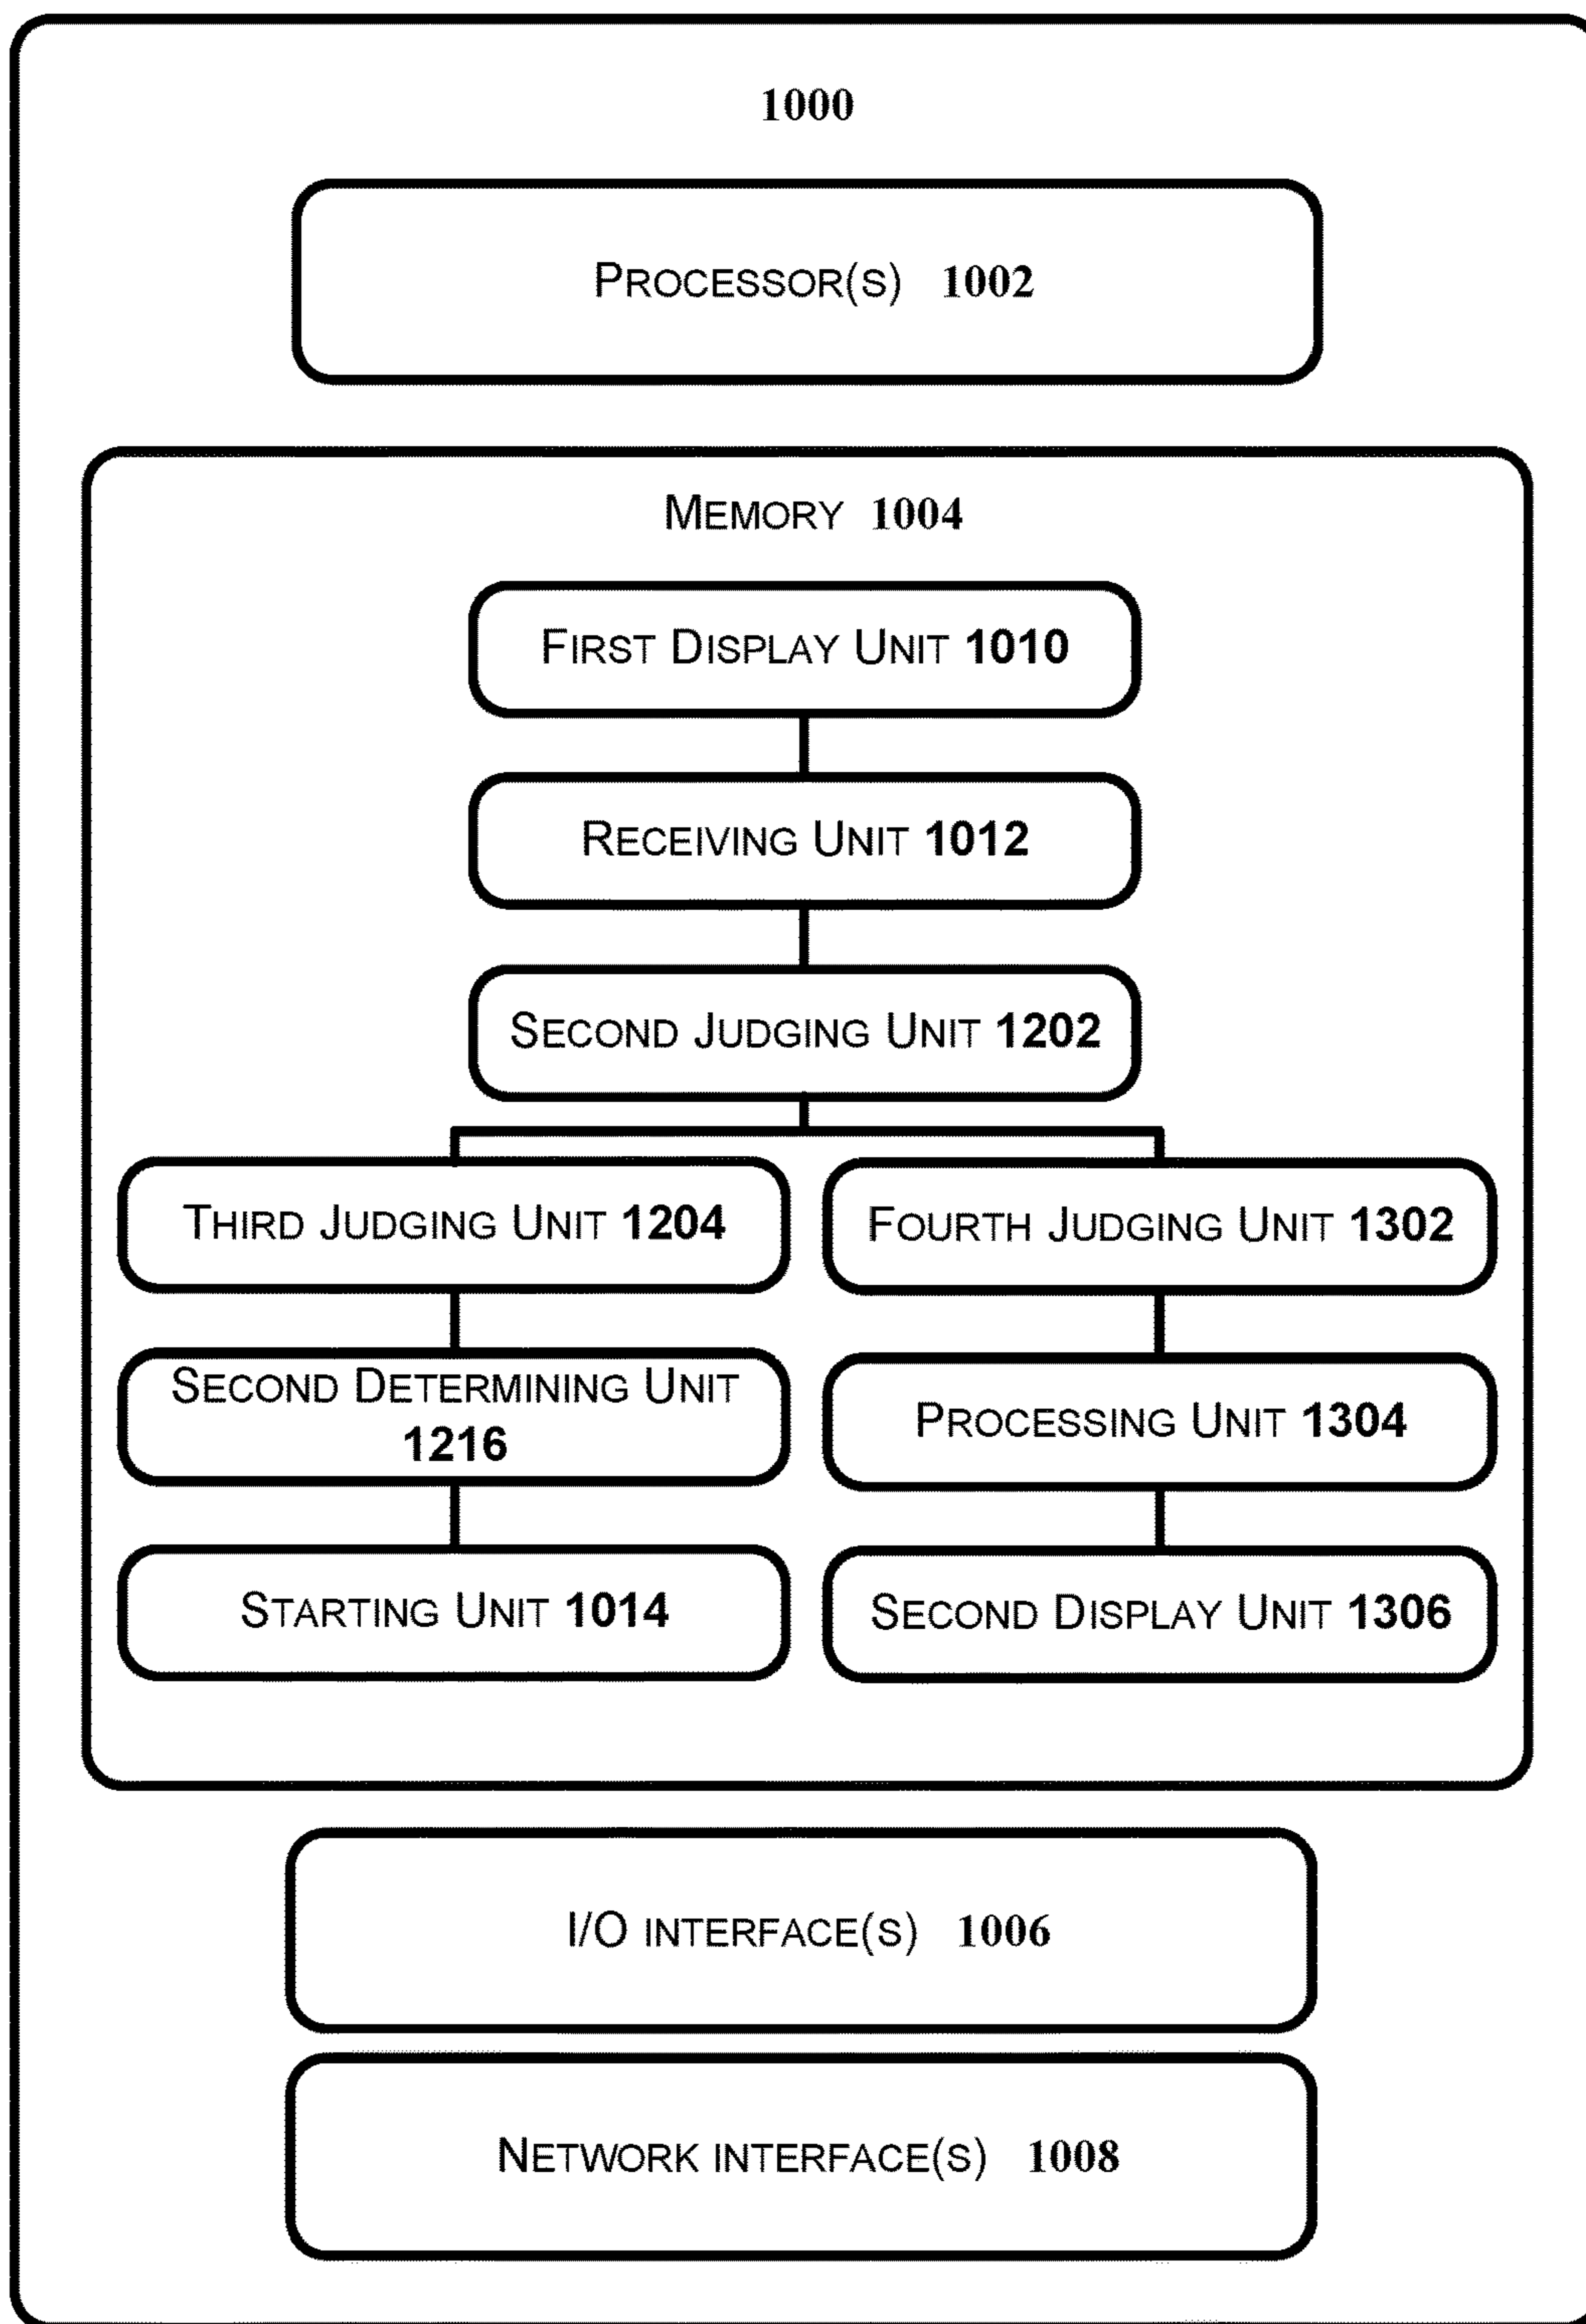 1000
PROCESSOR(S) 1002
MEMORY 1004
FIRST DISPLAY UNIT 1010
RECEIVING UNIT 1012
SECOND JUDGING UNIT 1202
THIRD JUDGING UNIT 1204
FOURTH JUDGING UNIT 1302
SECOND DETERMINING UNIT
1216
PROCESSING UNIT 1304
STARTING UNIT 1014
SECOND DISPLAY UNIT 1306
I/O INTERFACE(S) 1006
NETWORK INTERFACE(S) 1008